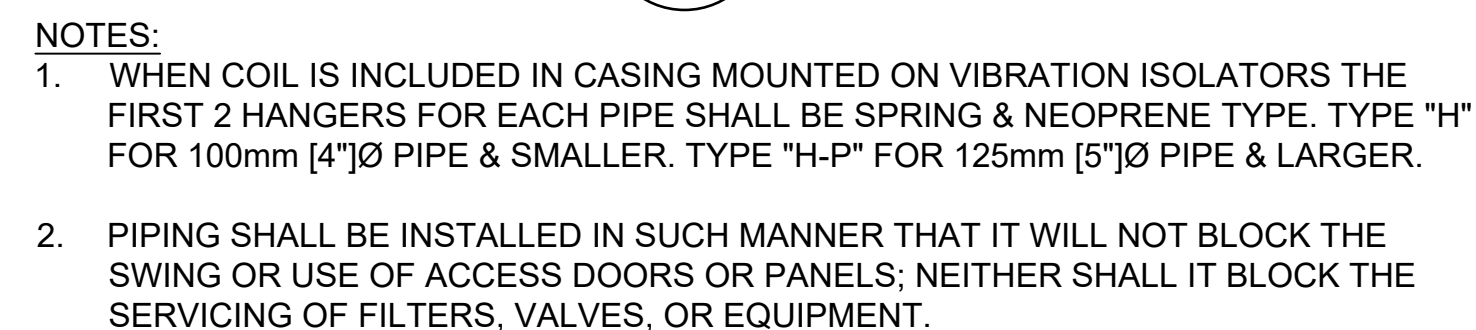 NOTES:
1. WHEN COIL IS INCLUDED IN CASING MOUNTED ON VIBRATION ISOLATORS THE
FIRST 2 HANGERS FOR EACH PIPE SHALL BE SPRING & NEOPRENE TYPE. TYPE "H"
FOR 100mm [4"]Ø PIPE & SMALLER. TYPE "H-P" FOR 125mm [5"]Ø PIPE & LARGER.
2. PIPING SHALL BE INSTALLED IN SUCH MANNER THAT IT WILL NOT BLOCK THE
SWING OR USE OF ACCESS DOORS OR PANELS; NEITHER SHALL IT BLOCK THE
SERVICING OF FILTERS, VALVES, OR EQUIPMENT.